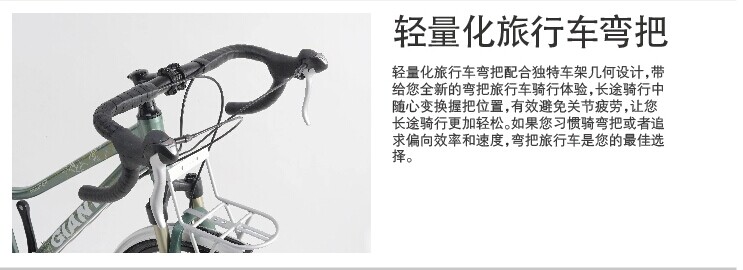 轻量化旅行车弯把
轻量化旅行车弯把配合独特车架几何设计,带
给您全新的弯把旅行车骑行体验,长途骑行中
随心变换握把位置,有效避免关节疲劳,让您
长途骑行更加轻松。如果您习惯骑弯把或者追
求偏向效率和速度,弯把旅行车是您的最佳选
择。
GIANT